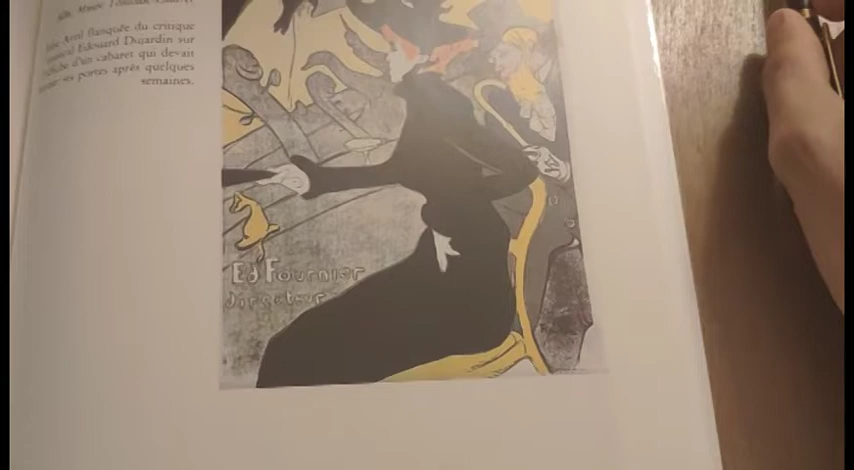 Avril flanquée du critique
Edouard Dujardin sur
d'un cabaret qui devait
ses portes après quelques
semaines.
Ed Fournier
directeur